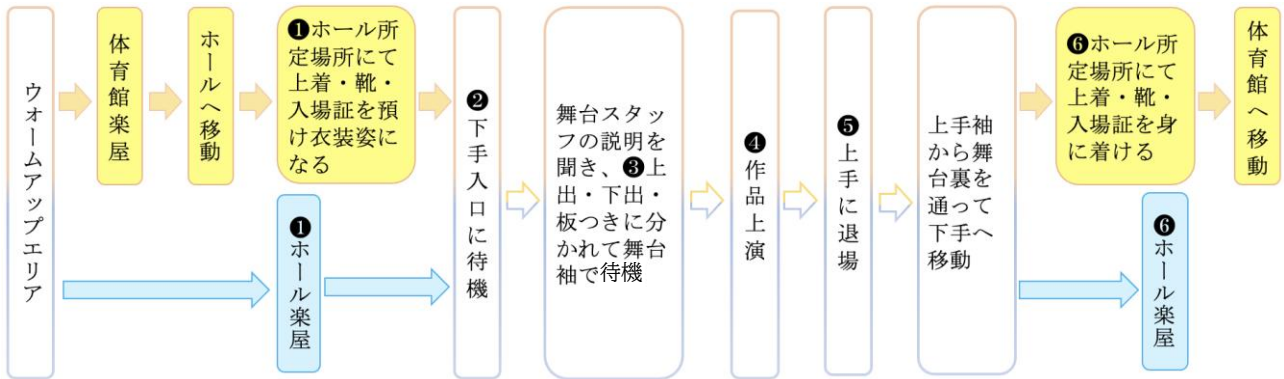 ウォームアップエリア
体育館楽屋
ホールへ移動
❶ホール所
定場所にて
上着・靴・
入場証を預
け衣装姿に
なる
❶ホール楽屋
❷下手入口に待機
舞台スタッ
フの説明を
聞き、❸上
出・下出・
板つきに分
かれて舞台
袖で待機
❹作品上演
❺上手に退場
上手袖
から舞
台裏を
通って
下手へ
移動
❻ホール所
定場所にて
上着・靴・
入場証を身
に着ける
❻ホール楽屋
体育館へ移動